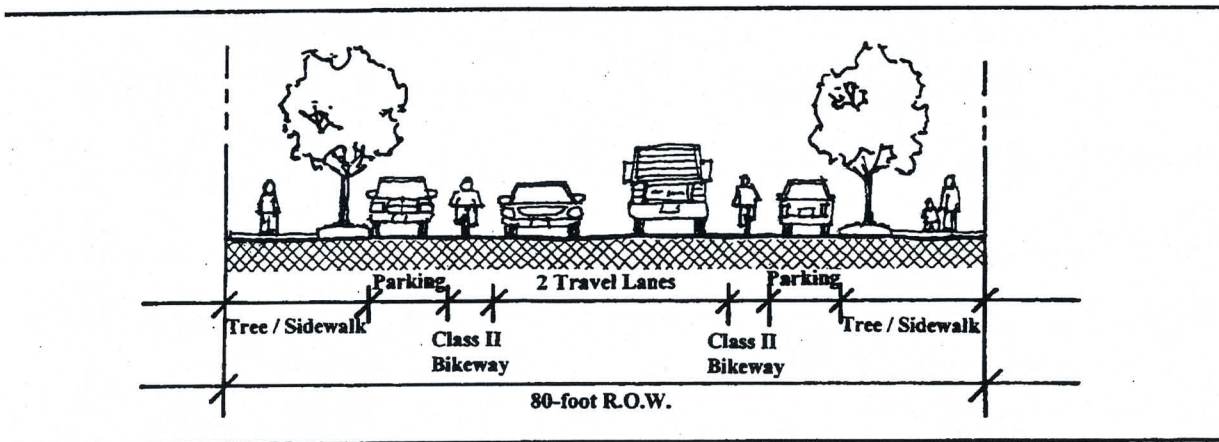 Parking 2 Travel Lanes Parking
Tree / Sidewalk Tree / Sidewalk
Class II Class II
Bikeway Bikeway
80-foot R.O.W.